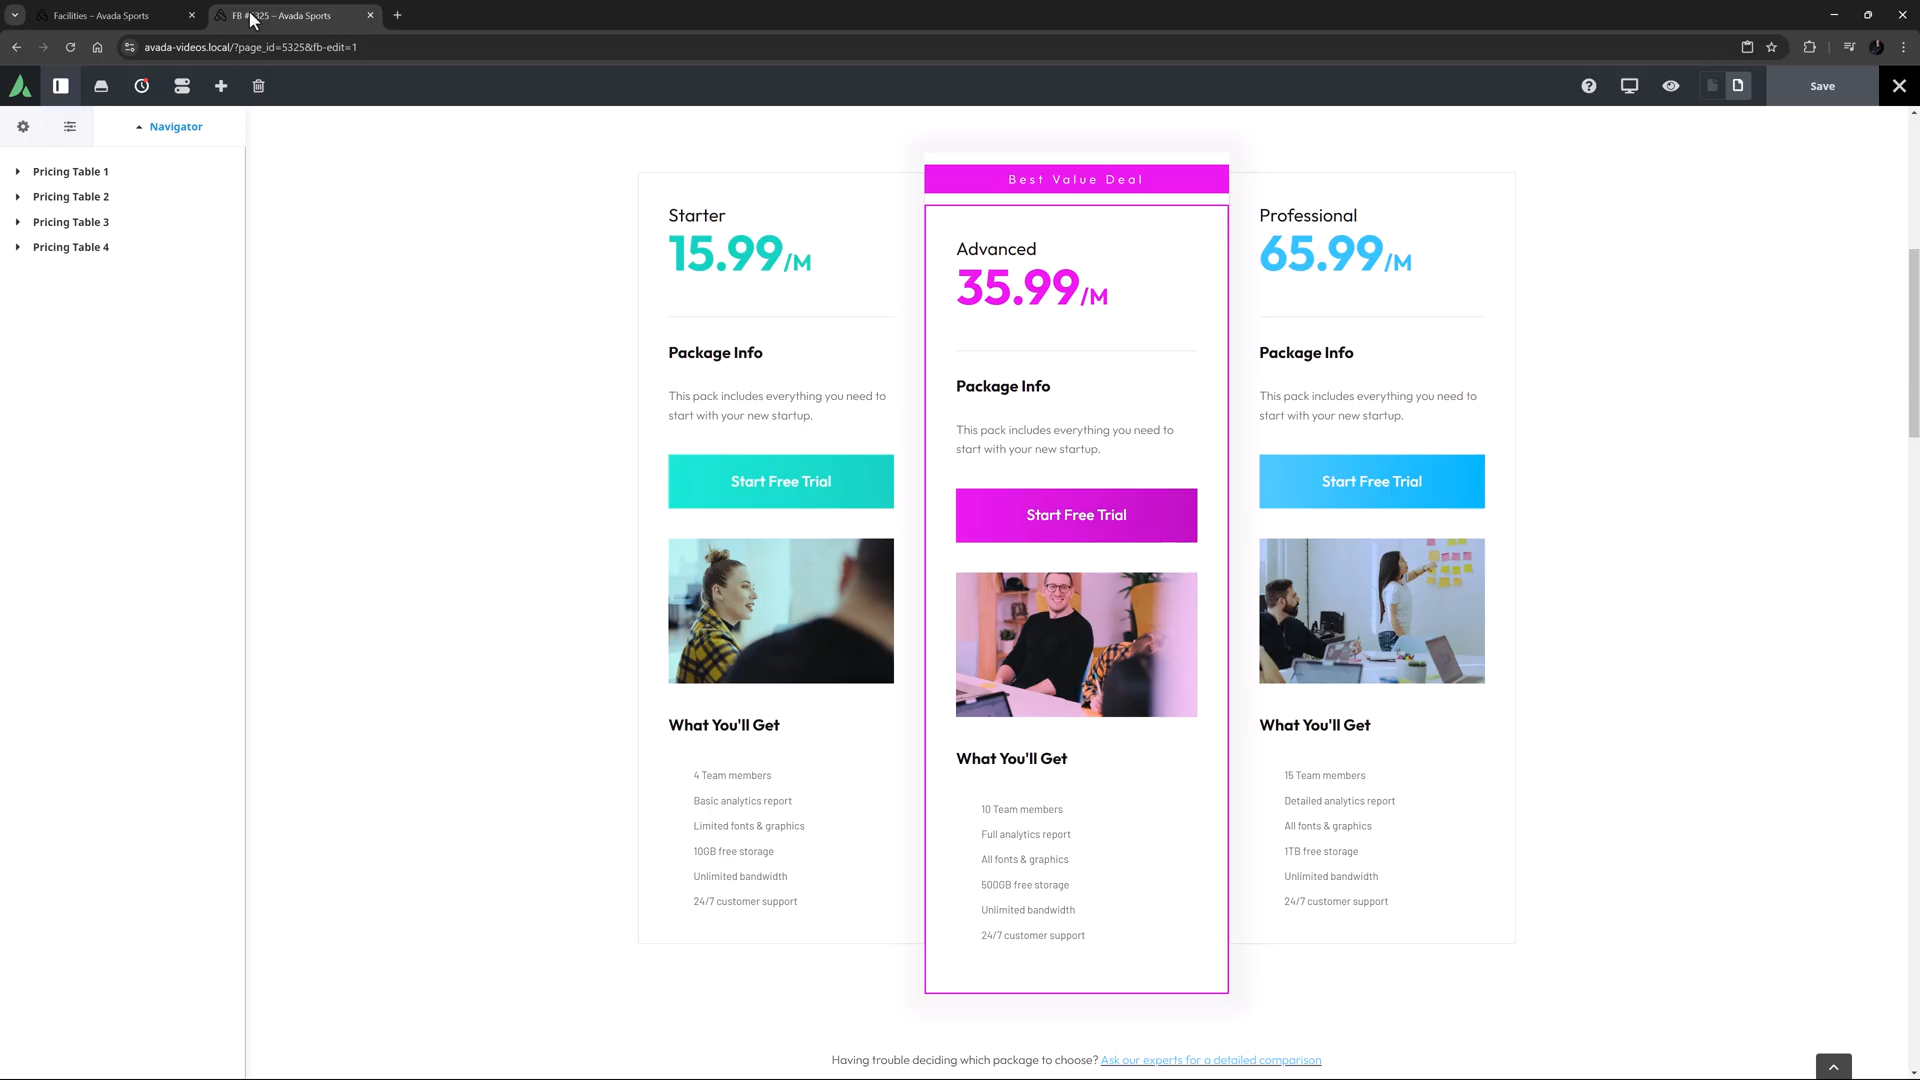 Facilities – Avada Sports
FB #5325 – Avada Sports
avada-videos.local/?page_id=5325&fb-edit=1
Save
Navigator
Pricing Table 1
Pricing Table 2
Pricing Table 3
Pricing Table 4
Starter
15.99/M
Package Info
This pack includes everything you need to
start with your new startup.
Start Free Trial
What You'll Get
4 Team members
Basic analytics report
Limited fonts & graphics
10GB free storage
Unlimited bandwidth
24/7 customer support
Best Value Deal
Advanced
35.99/M
Package Info
This pack includes everything you need to
start with your new startup.
Start Free Trial
What You'll Get
10 Team members
Full analytics report
All fonts & graphics
500GB free storage
Unlimited bandwidth
24/7 customer support
Professional
65.99/M
Package Info
This pack includes everything you need to
start with your new startup.
Start Free Trial
What You'll Get
15 Team members
Detailed analytics report
All fonts & graphics
1TB free storage
Unlimited bandwidth
24/7 customer support
Having trouble deciding which package to choose? Ask our experts for a detailed comparison